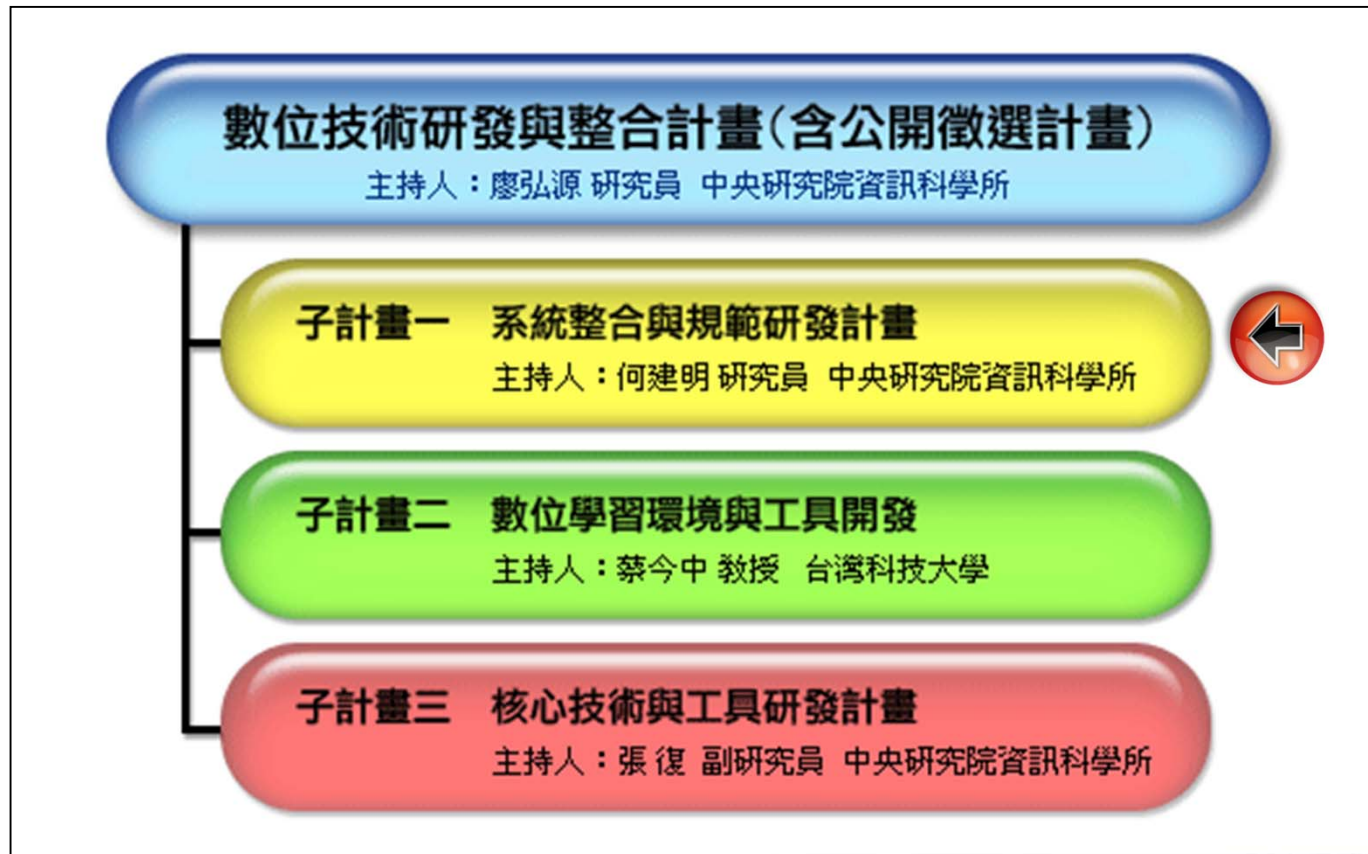 數位技術研發與整合計畫(含公開徵選計畫)
主持人：廖弘源 研究員 中央研究院資訊科學所
子計畫一 系統整合與規範研發計畫
主持人：何建明 研究員 中央研究院資訊科學所
子計畫二 數位學習環境與工具開發
主持人：蔡今中 教授 台灣科技大學
子計畫三 核心技術與工具研發計畫
主持人：張 復 副研究員 中央研究院資訊科學所